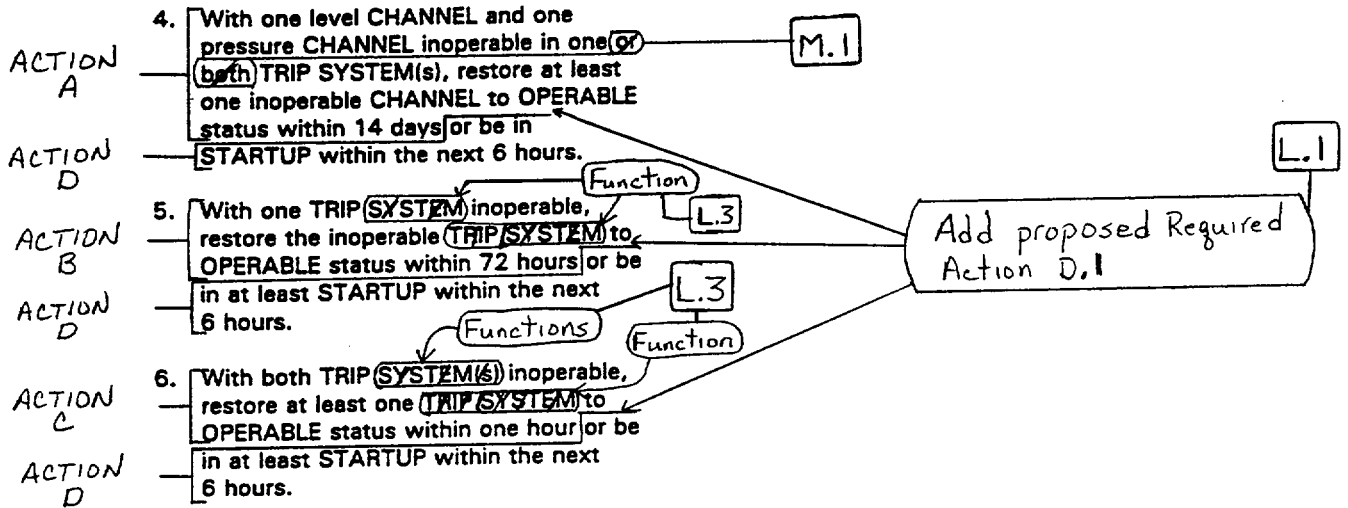 4. With one level CHANNEL and one
pressure CHANNEL inoperable in one or
both TRIP SYSTEM(s), restore at least
one inoperable CHANNEL to OPERABLE
status within 14 days or be in
STARTUP within the next 6 hours.
M.1
ACTION
A
ACTION
D
L.1
Function
L.3
5. With one TRIP SYSTEM inoperable,
restore the inoperable TRIP SYSTEM to
OPERABLE status within 72 hours or be
in at least STARTUP within the next
6 hours.
ACTION
B
ACTION
D
Add proposed Required
Action D.1
L.3
Functions
Function
6. With both TRIP SYSTEM(s) inoperable,
restore at least one TRIP SYSTEM to
OPERABLE status within one hour or be
in at least STARTUP within the next
6 hours.
ACTION
C
ACTION
D